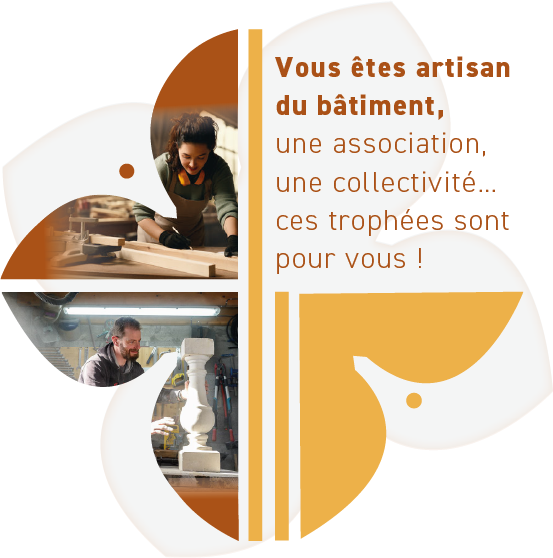 Vous êtes artisan
du bâtiment,
une association,
une collectivité...
ces trophées sont
pour vous !